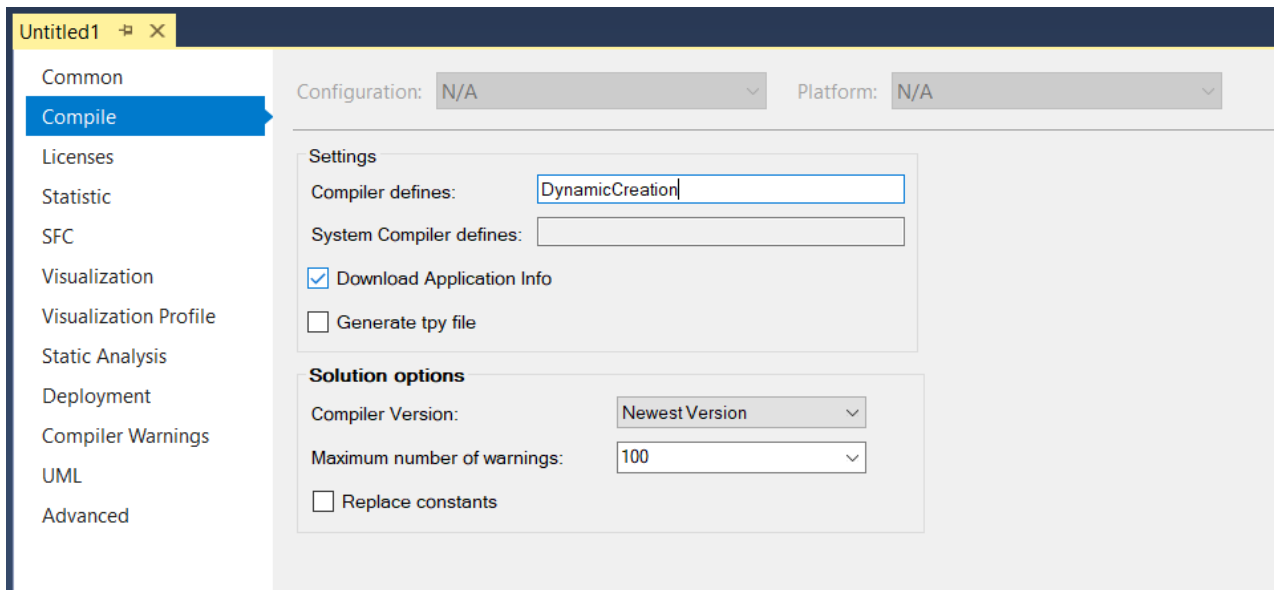 Untitled1
Common
Compile
Licenses
Statistic
SFC
Visualization
Visualization Profile
Static Analysis
Deployment
Compiler Warnings
UML
Advanced
Configuration: N/A Platform: N/A
Settings
Compiler defines: DynamicCreation
System Compiler defines:
Download Application Info
Generate tpy file
Solution options
Compiler Version: Newest Version
Maximum number of warnings: 100
Replace constants